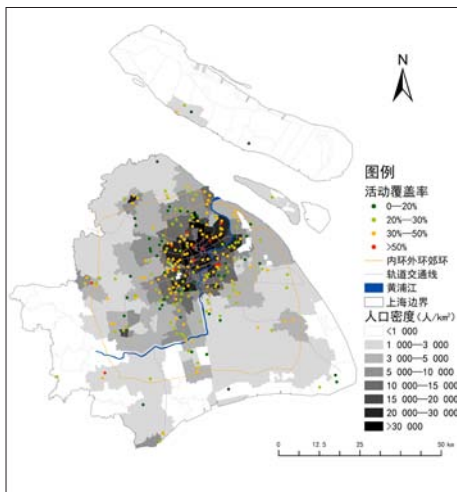 N
图例
活动覆盖率
0—20%
20%—30%
30%—50%
>50%
内环外环郊环
轨道交通线
黄浦江
上海边界
人口密度(人/km²)
<1 000
1 000—3 000
3 000—5 000
5 000—10 000
10 000—15 000
15 000—20 000
20 000—30 000
>30 000
0 12.5 25 50 km